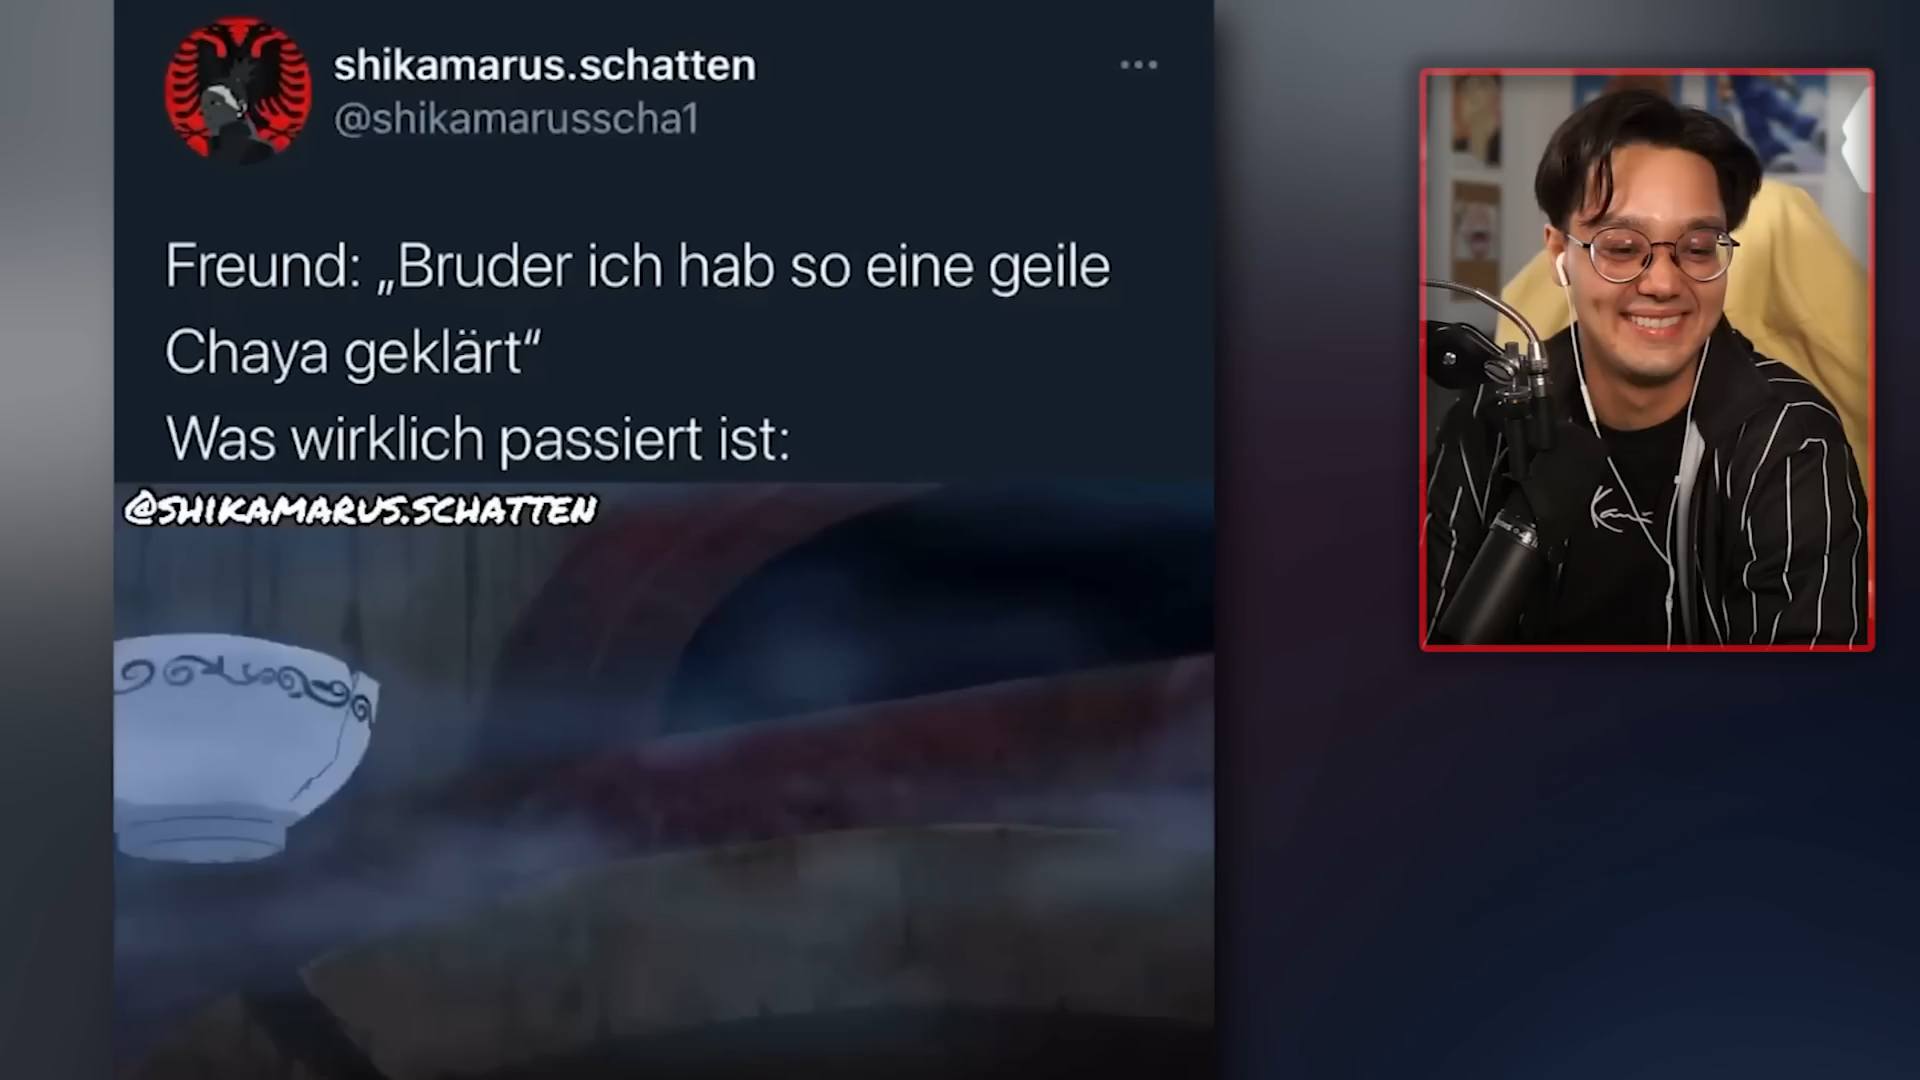 shikamarus.schatten
@shikamarusscha1
Freund: „Bruder ich hab so eine geile
Chaya geklärt“
Was wirklich passiert ist:
@SHIKAMARUS.SCHATTEN